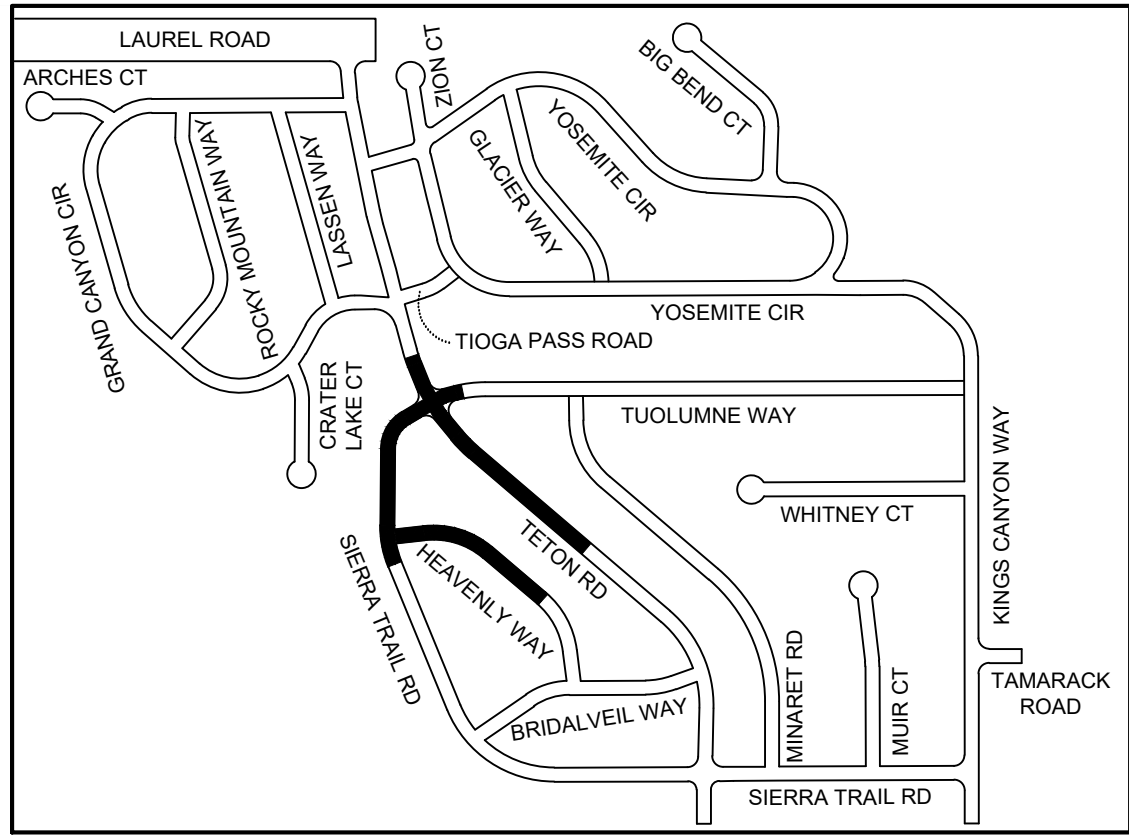 LAUREL ROAD
ARCHES CT
ZION CT
BIG BEND CT
YOSEMITE CIR
GLACIER WAY
ROCKY MOUNTAIN WAY
LASSEN WAY
GRAND CANYON CIR
YOSEMITE CIR
TIOGA PASS ROAD
CRATER
LAKE CT
TUOLUMNE WAY
KINGS CANYON WAY
WHITNEY CT
TETON RD
HEAVENLY WAY
SIERRA TRAIL RD
MINARET RD
MUIR CT
TAMARACK
ROAD
BRIDALVEIL WAY
SIERRA TRAIL RD